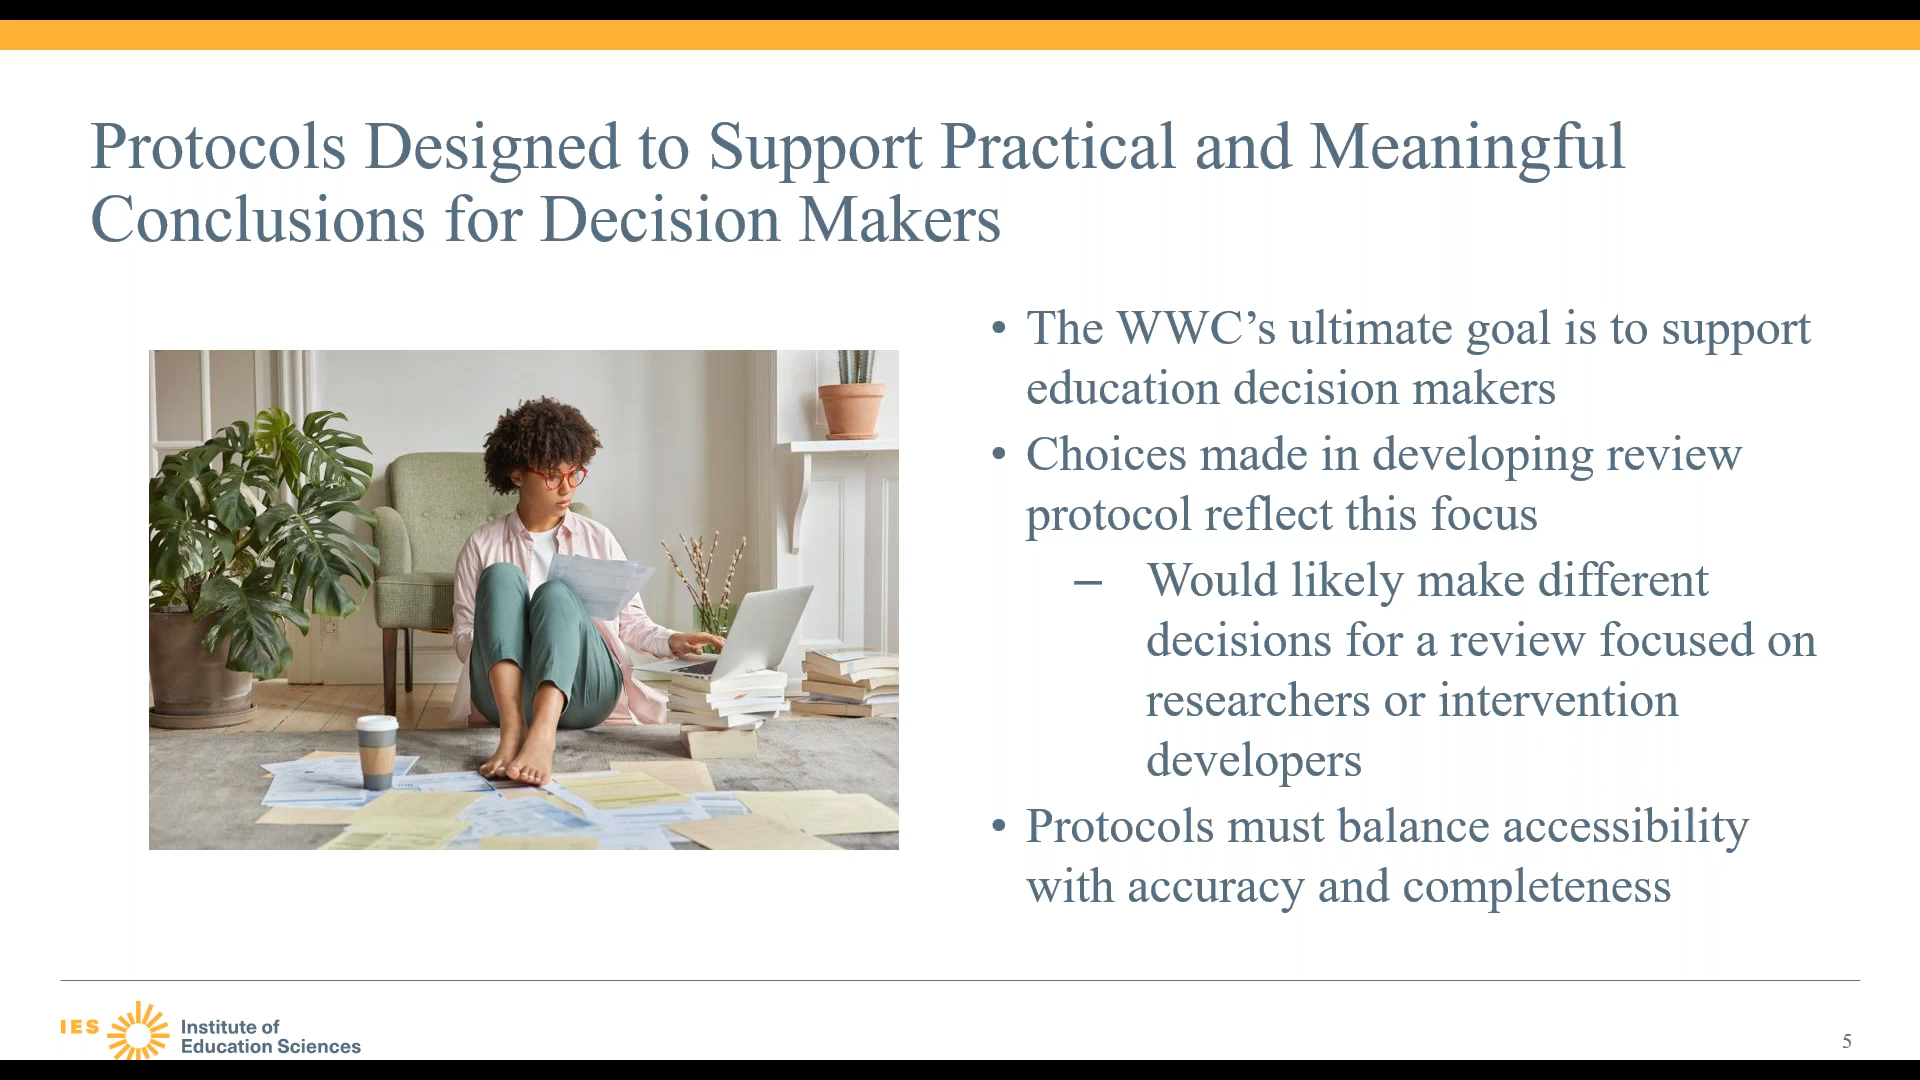 Protocols Designed to Support Practical and Meaningful
Conclusions for Decision Makers
• The WWC’s ultimate goal is to support
education decision makers
• Choices made in developing review
protocol reflect this focus
– Would likely make different
decisions for a review focused on
researchers or intervention
developers
• Protocols must balance accessibility
with accuracy and completeness
IES
Institute of
Education Sciences
5